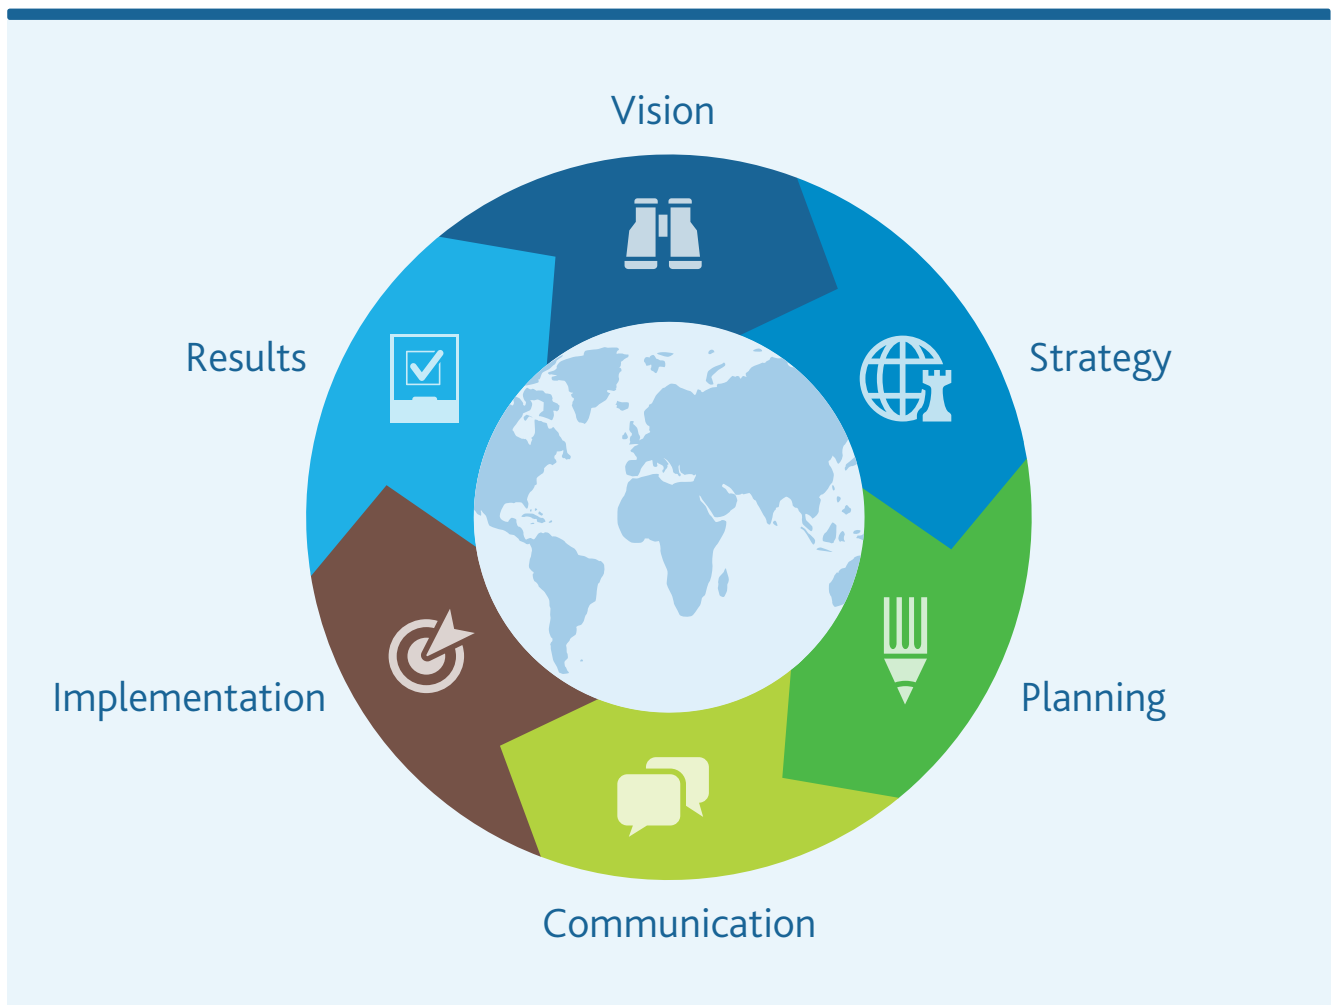 Vision
Strategy
Planning
Communication
Implementation
Results